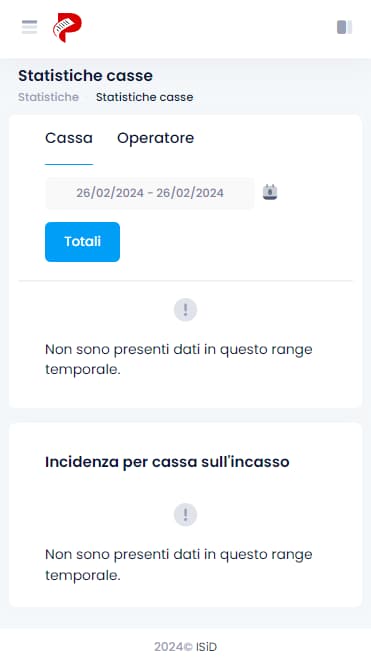 Statistiche casse
Statistiche Statistiche casse
Cassa Operatore
26/02/2024 - 26/02/2024
Totali
Non sono presenti dati in questo range
temporale.
Incidenza per cassa sull'incasso
Non sono presenti dati in questo range
temporale.
2024© ISiD